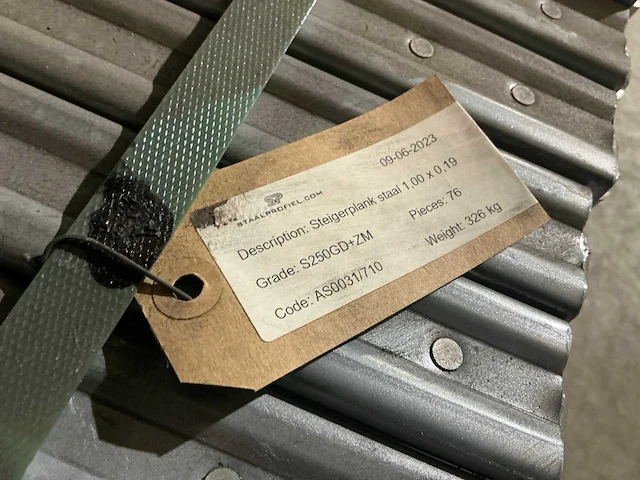 09-06-2023
STAALPROFIEL.COM
Description: Steigerplank staal 1,00 x 0,19
Grade: S250GD+ZM Pieces: 76
Code: AS0031/710 Weight: 326 kg